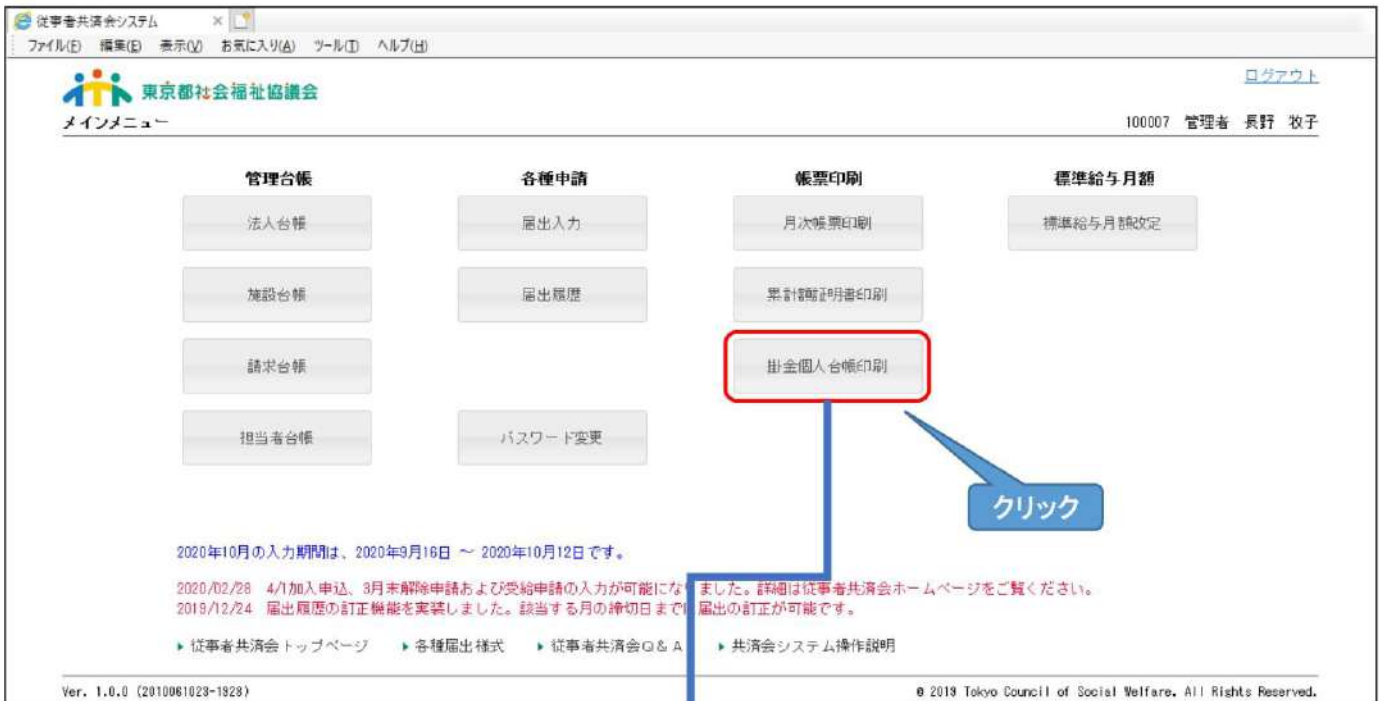 従事者共済会システム
ファイル(F) 編集(E) 表示(V) お気に入り(A) ツール(T) ヘルプ(H)
東京都社会福祉協議会
ログアウト
メインメニュー
100007 管理者 長野 牧子
管理台帳 各種申請 帳票印刷 標準給与月額
法人台帳 届出入力 月次帳票印刷 標準給与月額改定
施設台帳 届出履歴 累計額証明書印刷
請求台帳 掛金個人台帳印刷
担当者台帳 パスワード変更
クリック
2020年10月の入力期間は、2020年9月16日 ～ 2020年10月12日です。
2020/02/28 4/1加入申込、3月末解除申請および受給申請の入力が可能になりました。詳細は従事者共済会ホームページをご覧ください。
2019/12/24 届出履歴の訂正機能を実装しました。該当する月の締切日まで 届出の訂正が可能です。
従事者共済会トップページ 各種届出様式 従事者共済会Q＆A 共済会システム操作説明
Ver. 1.0.0 (2010061023-1928)
© 2019 Tokyo Council of Social Welfare. All Rights Reserved.